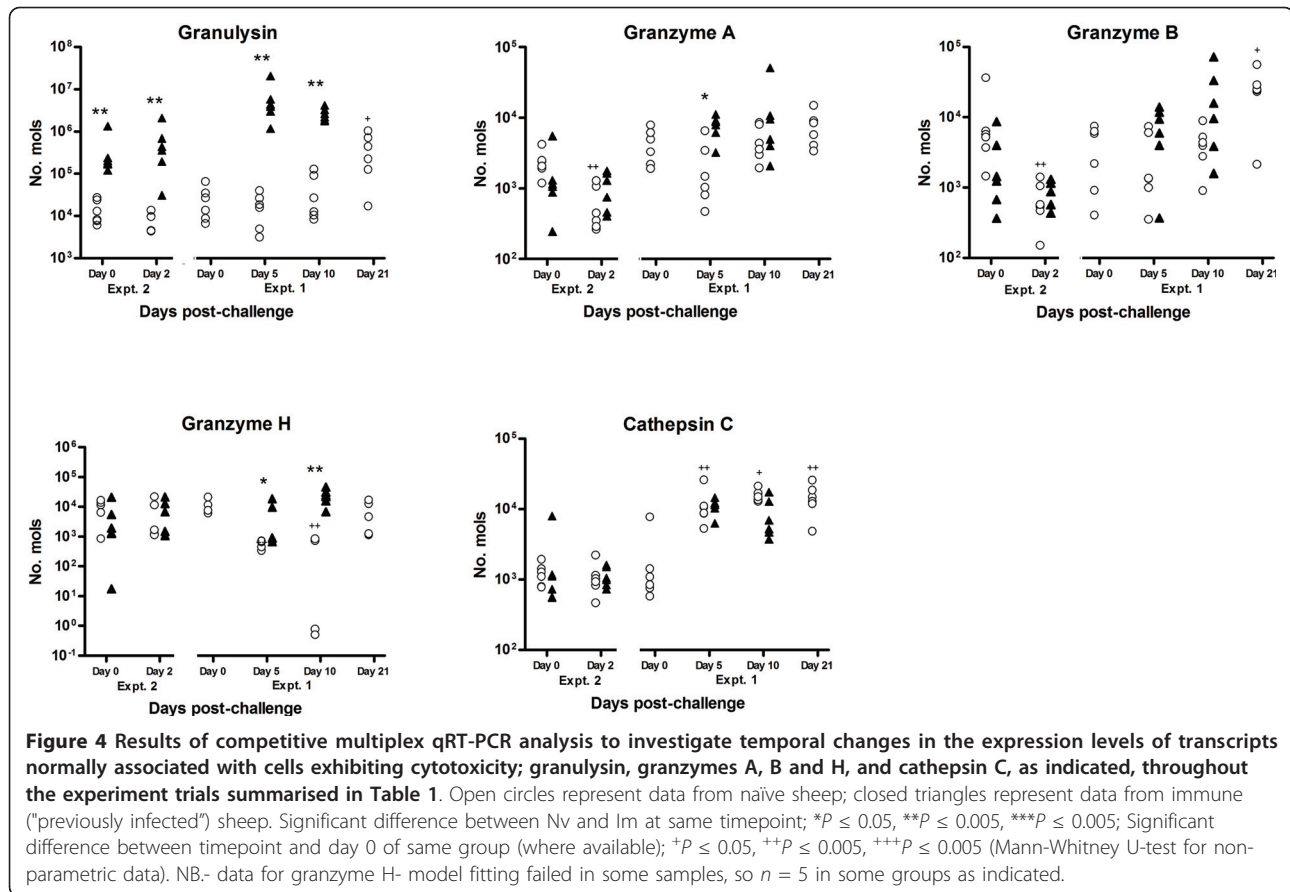 Granulysin
Granzyme A
Granzyme B
No. mols
10^8
10^7
10^6
10^5
10^4
10^3
**
**
**
**
+
Day 0
Day 2
Day 0
Day 5
Day 10
Day 21
Expt. 2
Expt. 1
Days post-challenge
No. mols
10^5
10^4
10^3
10^2
++
*
Day 0
Day 2
Day 0
Day 5
Day 10
Day 21
Expt. 2
Expt. 1
Days post-challenge
No. mols
10^5
10^4
10^3
10^2
++
+
Day 0
Day 2
Day 0
Day 5
Day 10
Day 21
Expt. 2
Expt. 1
Days post-challenge
Granzyme H
Cathepsin C
No. mols
10^6
10^5
10^4
10^3
10^2
10^1
10^0
10^-1
*
**
++
Day 0
Day 2
Day 0
Day 5
Day 10
Day 21
Expt. 2
Expt. 1
Days post-challenge
No. mols
10^5
10^4
10^3
10^2
++
+
++
Day 0
Day 2
Day 0
Day 5
Day 10
Day 21
Expt. 2
Expt. 1
Days post-challenge
Figure 4 Results of competitive multiplex qRT-PCR analysis to investigate temporal changes in the expression levels of transcripts
normally associated with cells exhibiting cytotoxicity; granulysin, granzymes A, B and H, and cathepsin C, as indicated, throughout
the experiment trials summarised in Table 1. Open circles represent data from naïve sheep; closed triangles represent data from immune
("previously infected") sheep. Significant difference between Nv and Im at same timepoint; *P ≤ 0.05, **P ≤ 0.005, ***P ≤ 0.005; Significant
difference between timepoint and day 0 of same group (where available); +P ≤ 0.05, ++P ≤ 0.005, +++P ≤ 0.005 (Mann-Whitney U-test for non-
parametric data). NB.- data for granzyme H- model fitting failed in some samples, so n = 5 in some groups as indicated.